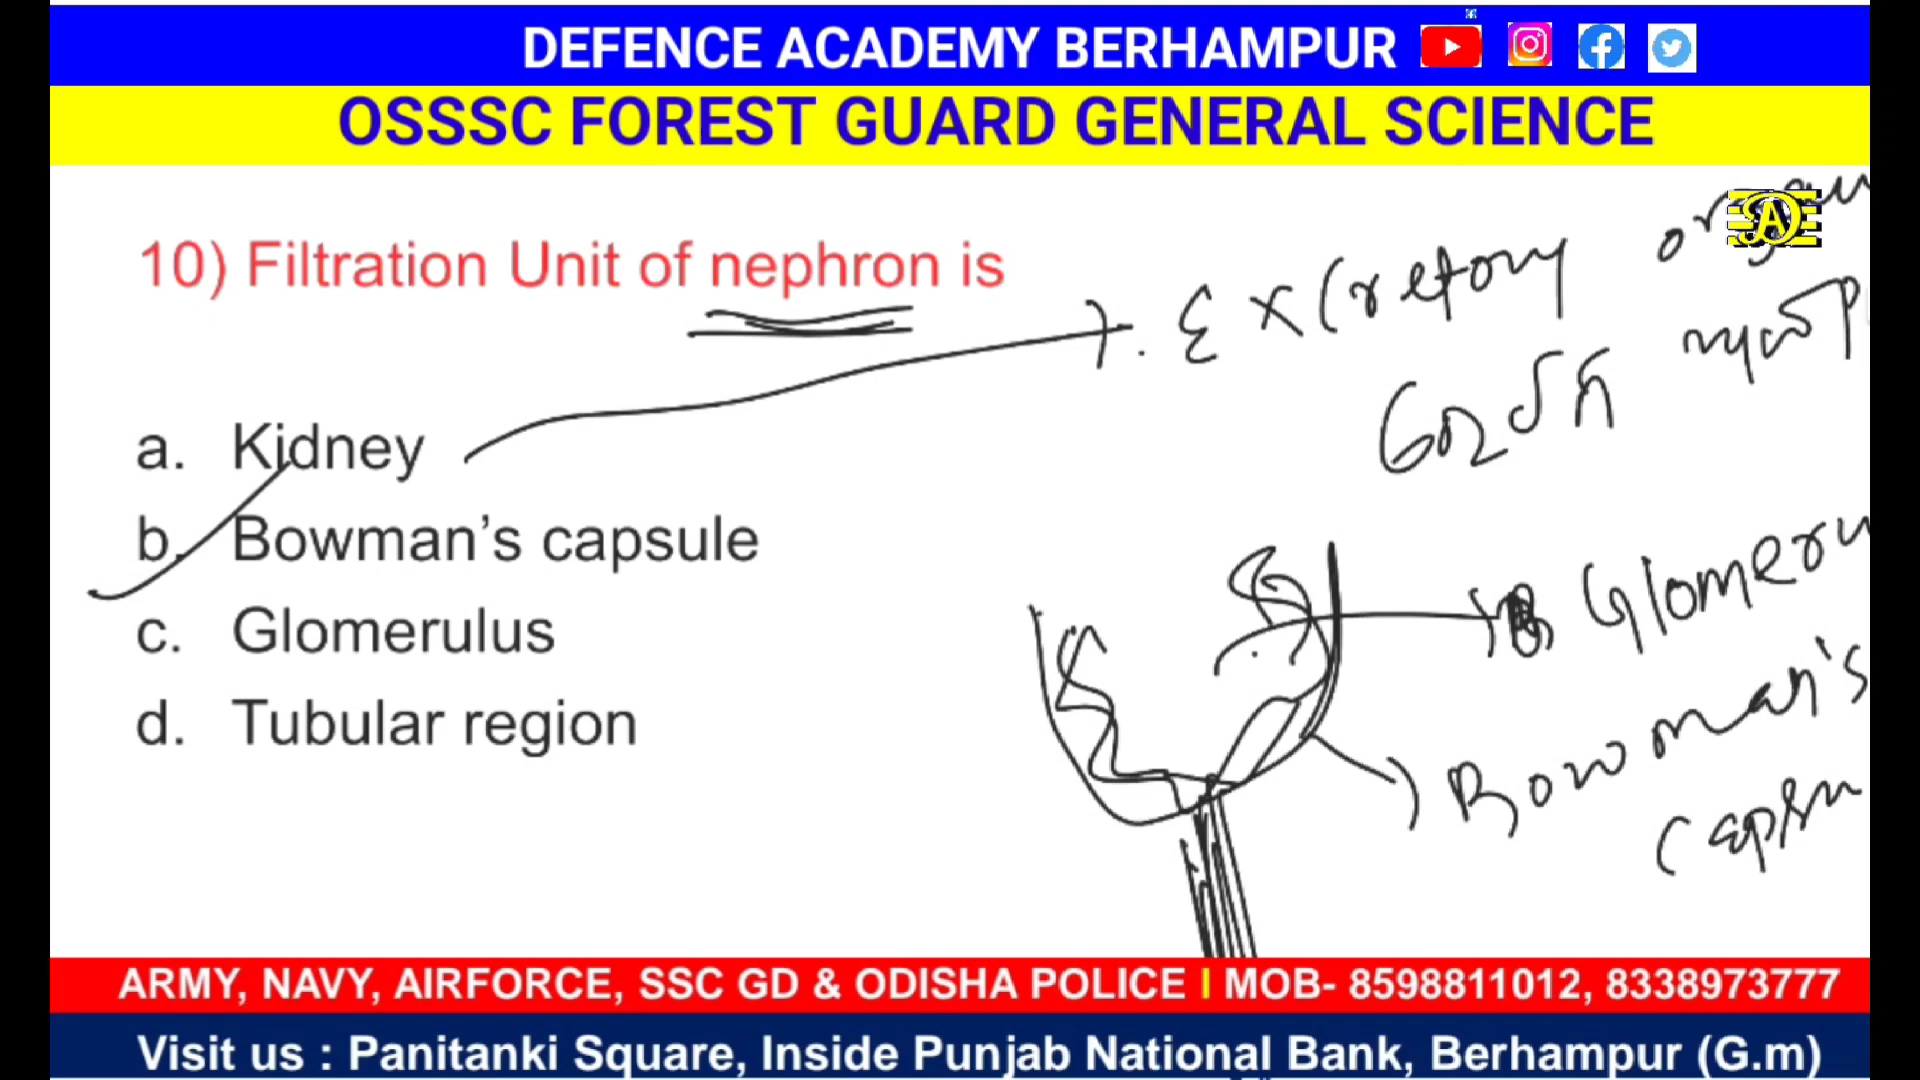 DEFENCE ACADEMY BERHAMPUR
OSSSC FOREST GUARD GENERAL SCIENCE
10) Filtration Unit of nephron is
Excretory
a. Kidney
b. Bowman's capsule
c. Glomerulus
d. Tubular region
Glomeru
Bowman's
ARMY, NAVY, AIRFORCE, SSC GD & ODISHA POLICE I MOB- 8598811012, 8338973777
Visit us : Panitanki Square, Inside Punjab National Bank, Berhampur (G.m)